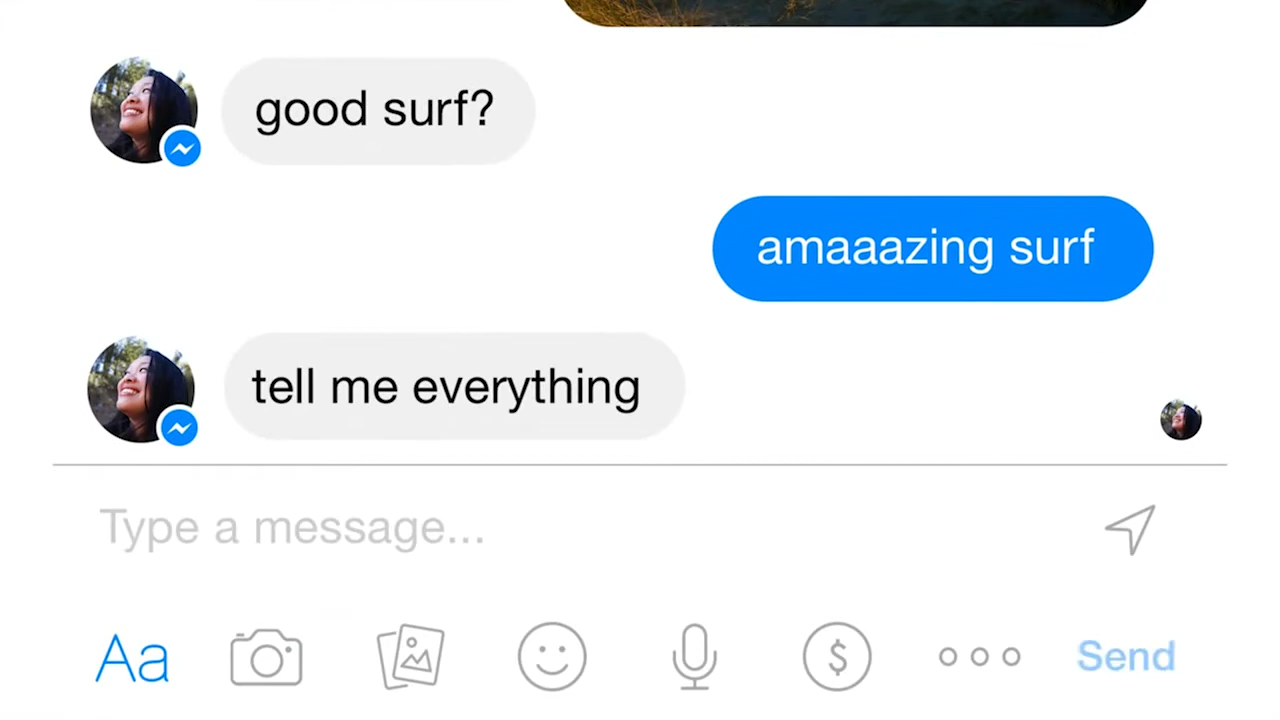 good surf?
amaaazing surf
tell me everything
Type a message...
Aa
$
Send